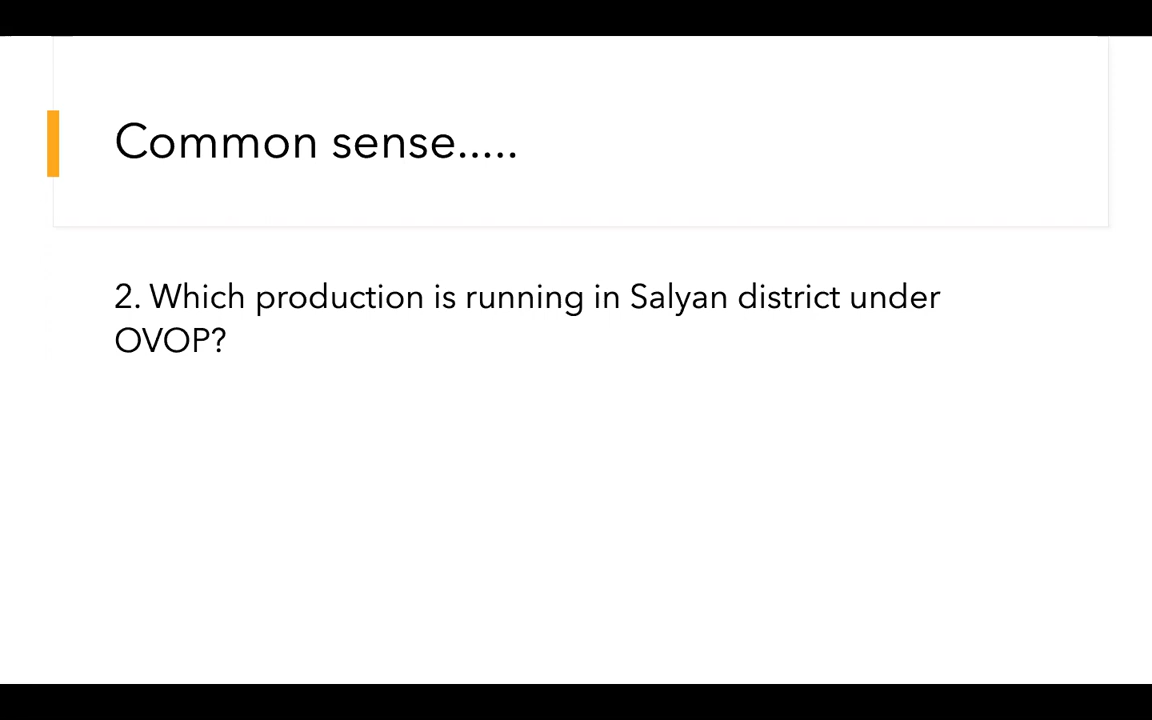 Common sense.....
2. Which production is running in Salyan district under
OVOP?